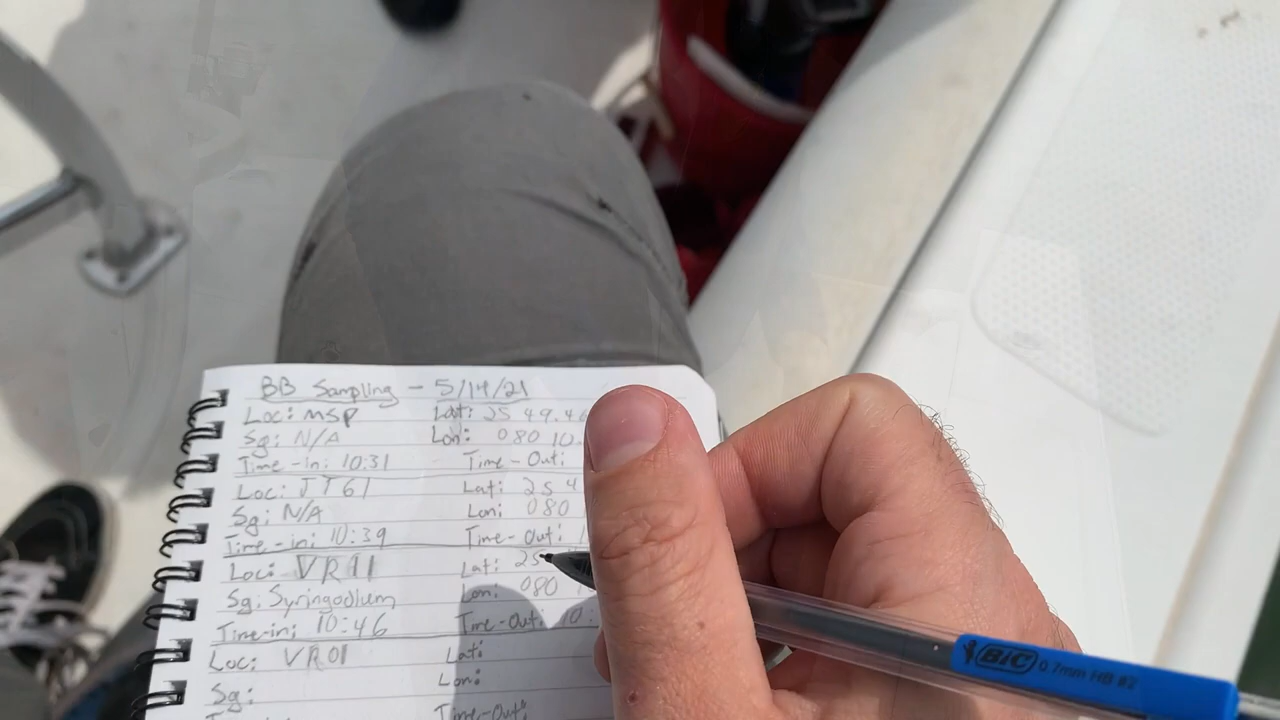 BB Sampling - 5/14/21
Loc: MSP Lat: 25 49.46
Sg: N/A Lon: 080 10.
Time-in: 10:31 Time-Out:
Loc: JT61 Lat: 25 4
Sg: N/A Lon: 080
Time-in: 10:39 Time-Out: 1
Loc: VR11 Lat: 25
Sg: Syringodium Lon: 080
Time-in: 10:46 Time-Out: 10:
Loc: VR01 Lat:
Sg: Lon:
Time-Out:
BIC 0.7mm HB #2